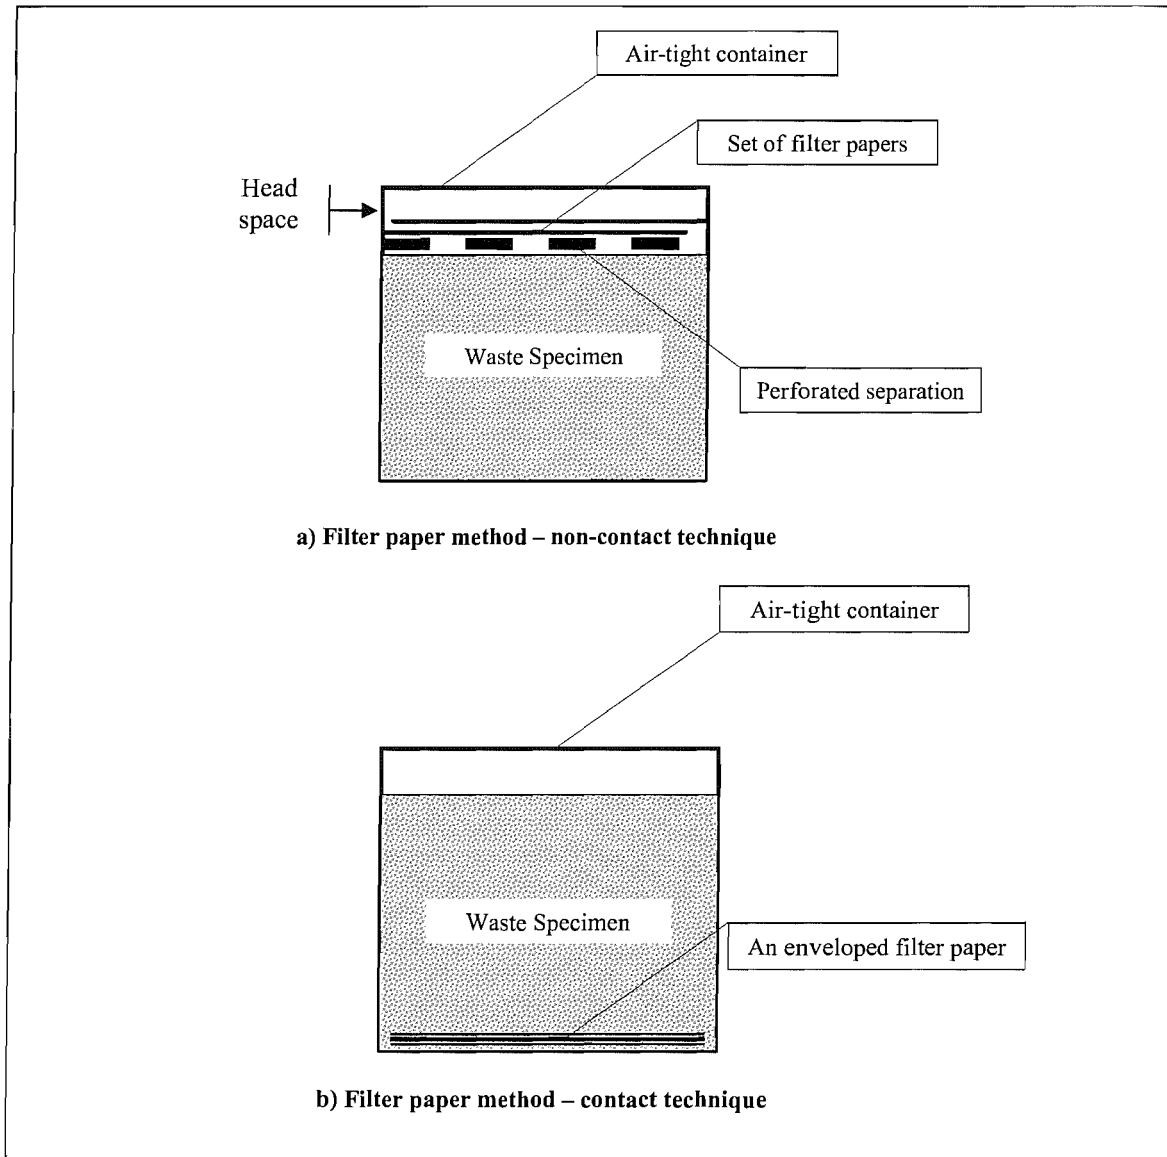 Air-tight container
Set of filter papers
Head
space
Waste Specimen
Perforated separation
a) Filter paper method – non-contact technique
Air-tight container
Waste Specimen
An enveloped filter paper
b) Filter paper method – contact technique